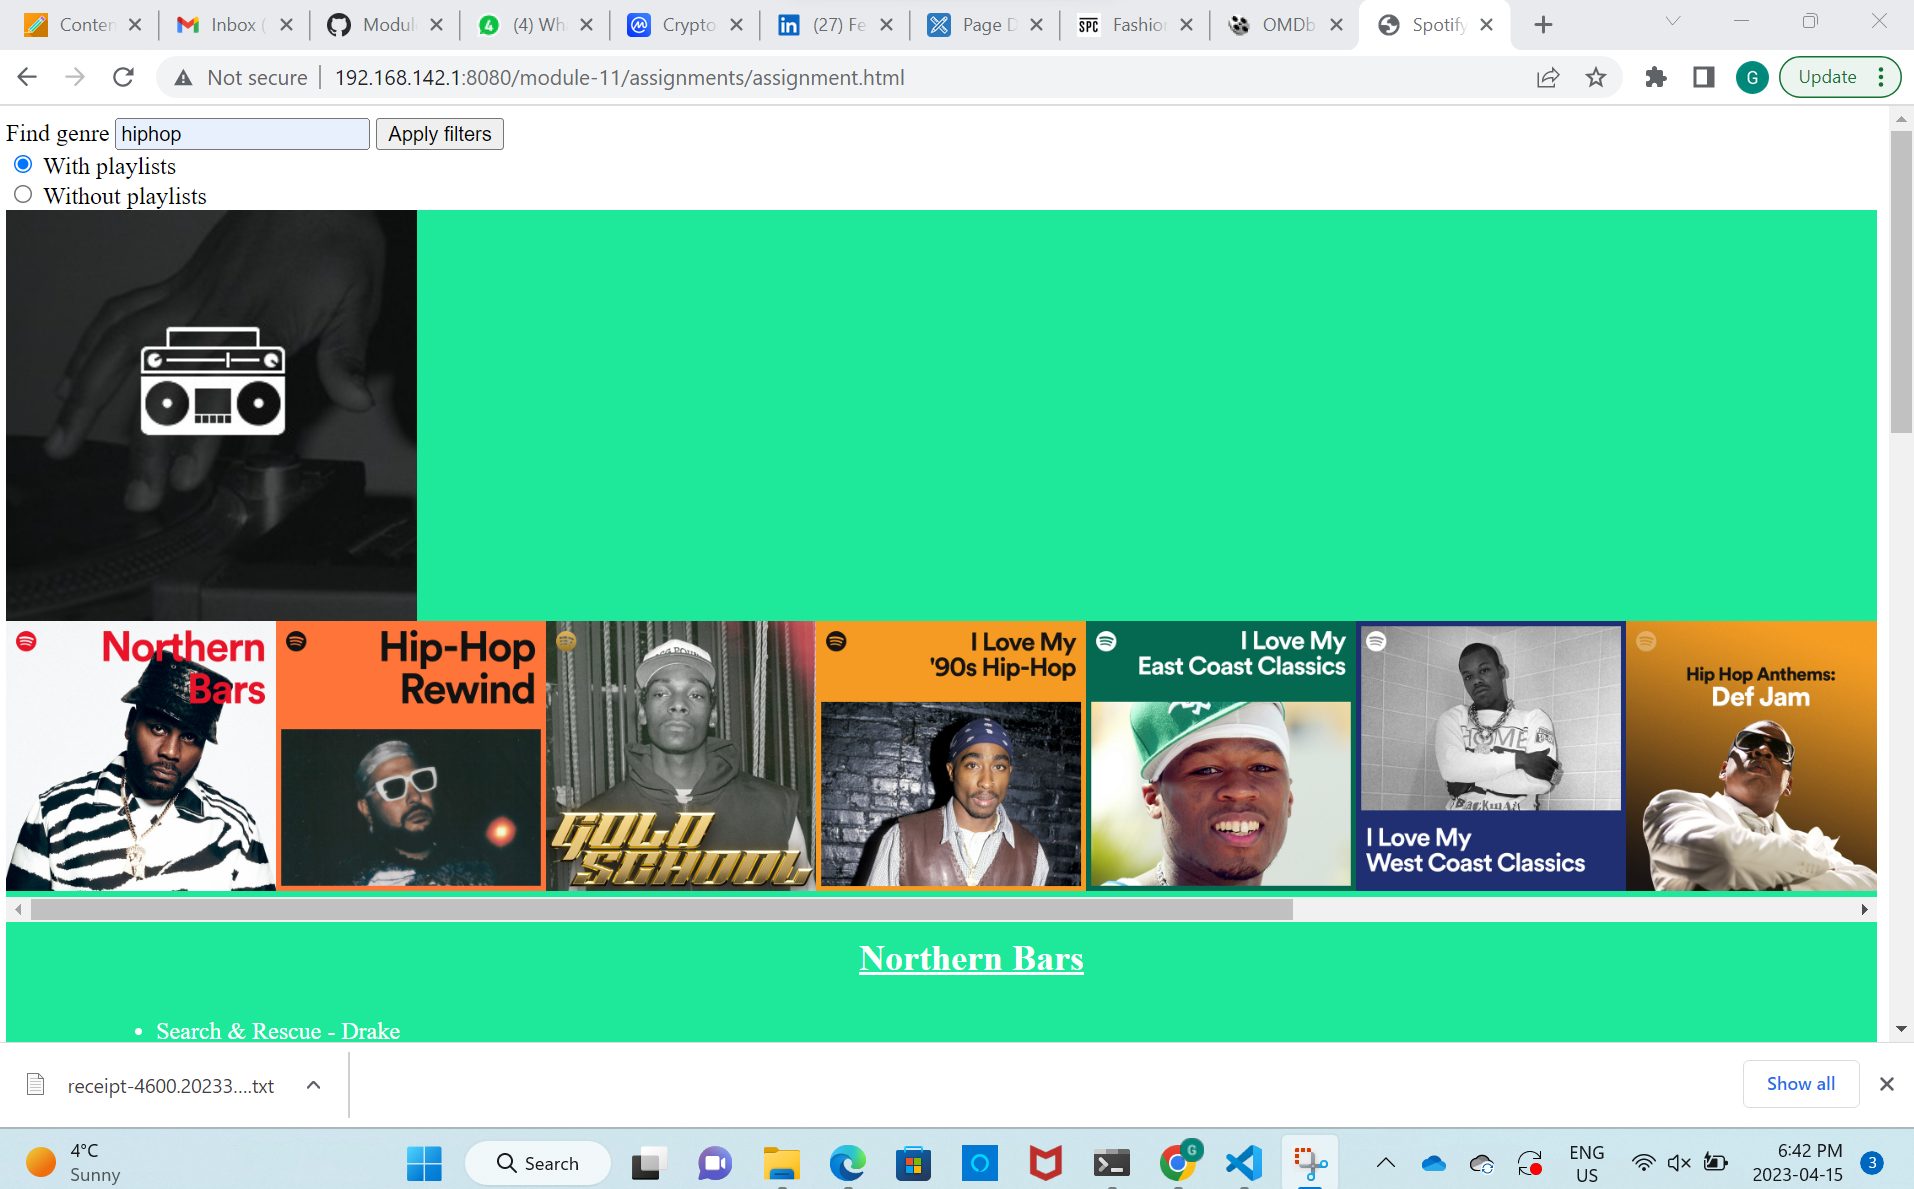 Conten
Inbox (
Modul
(4) Wh
Crypto
(27) Fe
Page D
SPC Fashion
OMDb
Spotify
Not secure
192.168.142.1:8080/module-11/assignments/assignment.html
G
Update
Find genre hiphop Apply filters
With playlists
Without playlists
Northern
Bars
Hip-Hop
Rewind
GOLD
SCHOOL
I Love My
'90s Hip-Hop
I Love My
East Coast Classics
HOME
I Love My
West Coast Classics
Hip Hop Anthems:
Def Jam
Northern Bars
• Search & Rescue - Drake
receipt-4600.20233....txt
Show all
4°C
Sunny
Search
G
ENG
US
6:42 PM
2023-04-15
3